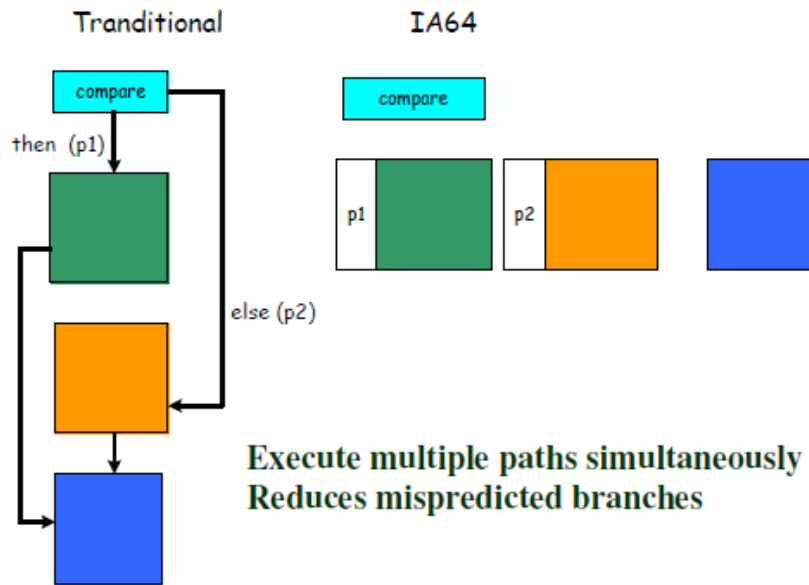 Tranditional
IA64
compare
compare
then (p1)
p1
p2
else (p2)
Execute multiple paths simultaneously
Reduces mispredicted branches